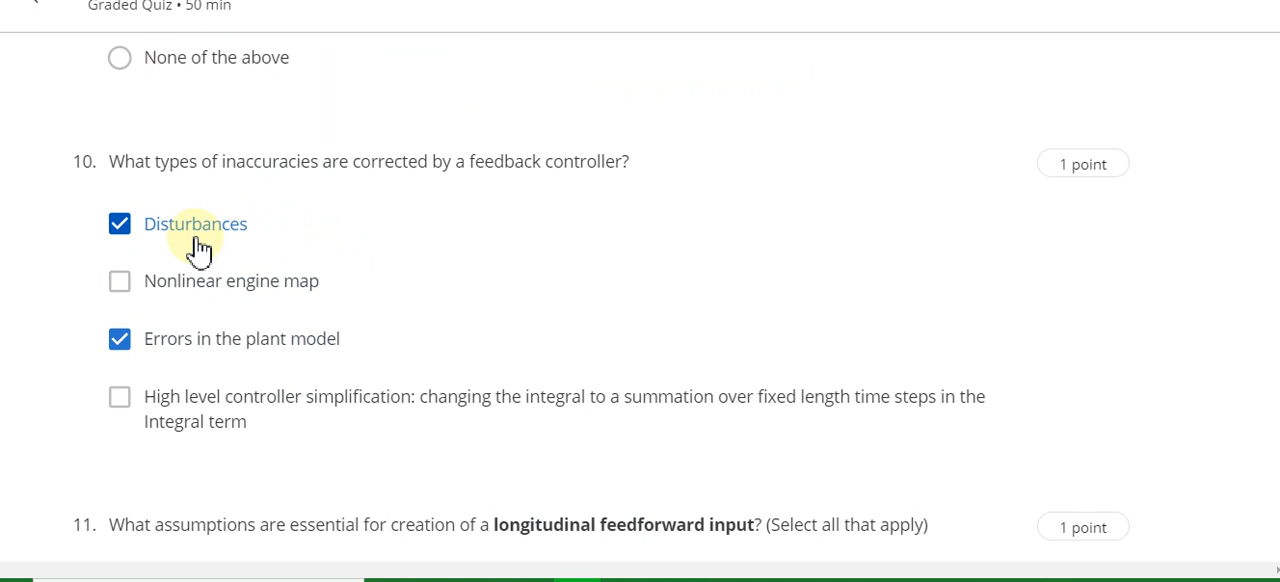 Graded Quiz • 50 min
None of the above
10. What types of inaccuracies are corrected by a feedback controller?
1 point
Disturbances
Nonlinear engine map
Errors in the plant model
High level controller simplification: changing the integral to a summation over fixed length time steps in the
Integral term
11. What assumptions are essential for creation of a longitudinal feedforward input? (Select all that apply)
1 point